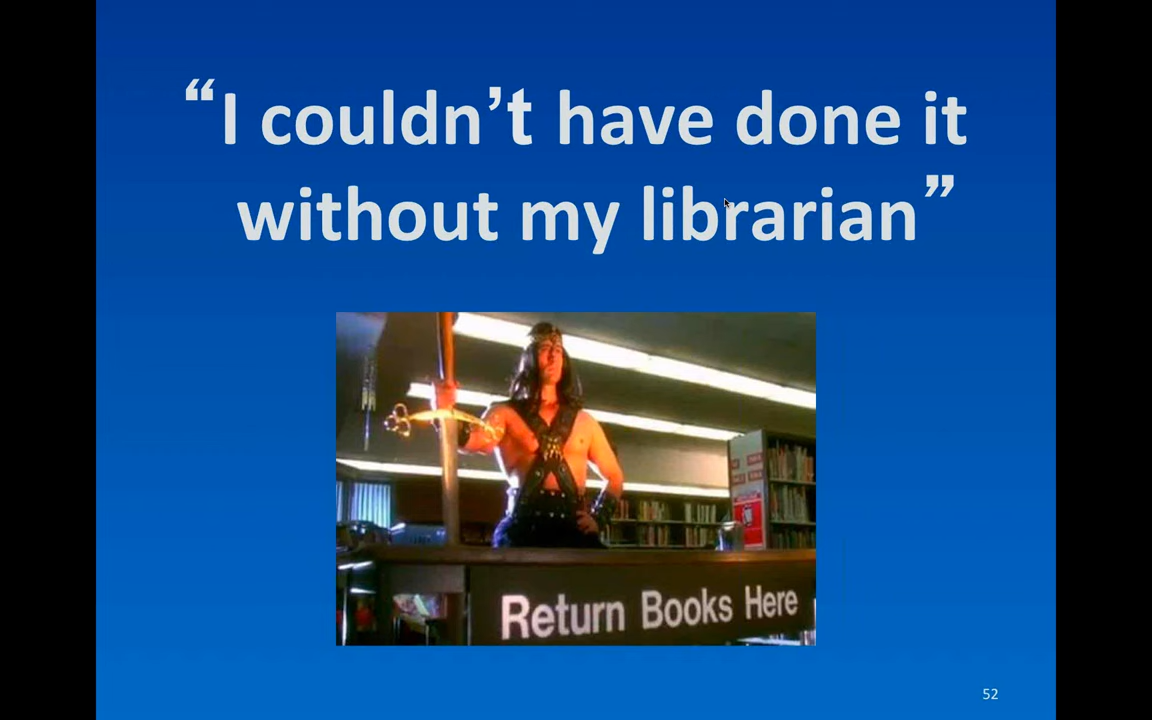 “I couldn’t have done it
without my librarian”
Return Books Here
52